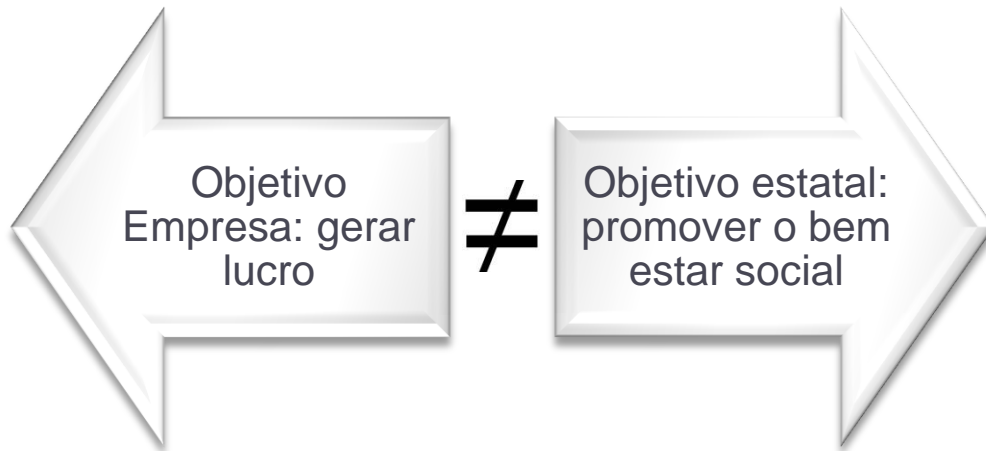 Objetivo
Empresa: gerar
lucro
≠
Objetivo estatal:
promover o bem
estar social